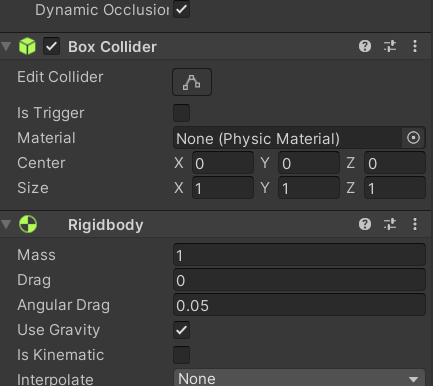 Dynamic Occlusion
Box Collider
Edit Collider
Is Trigger
Material None (Physic Material)
Center X 0 Y 0 Z 0
Size X 1 Y 1 Z 1
Rigidbody
Mass 1
Drag 0
Angular Drag 0.05
Use Gravity
Is Kinematic
Interpolate None